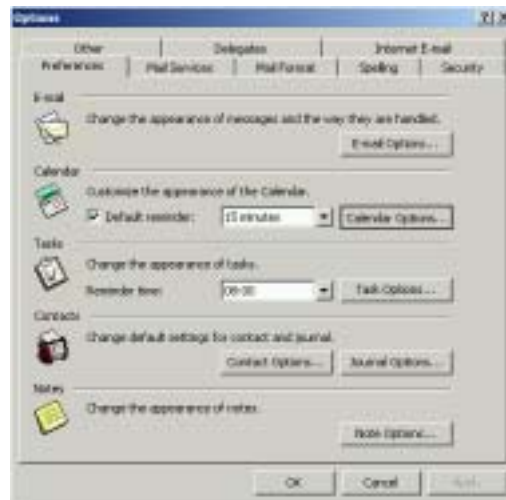 Options
Other Delegates Internet E-mail
Preferences Mail Services Mail Format Spelling Security
E-mail
Change the appearance of messages and the way they are handled.
E-mail Options...
Calendar
Customize the appearance of the Calendar.
Default reminder: 15 minutes Calendar Options...
Tasks
Change the appearance of tasks.
Reminder time: 08:00 Task Options...
Contacts
Change default settings for contact and journal.
Contact Options... Journal Options...
Notes
Change the appearance of notes.
Note Options...
OK Cancel Apply